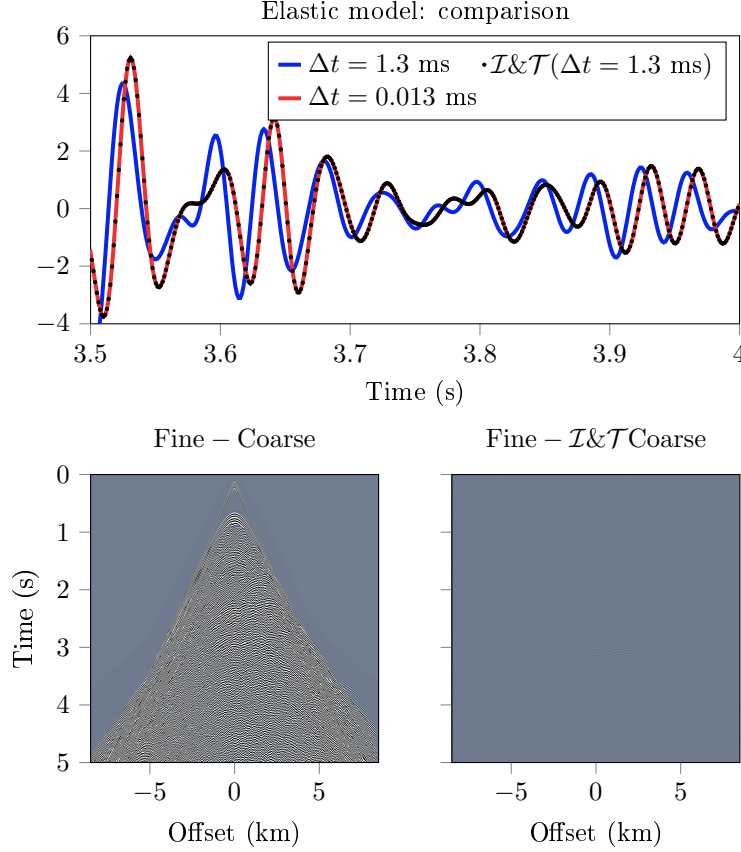 Elastic model: comparison
6
4
2
0
−2
−4
Δt = 1.3 ms
ℐ&𝒯(Δt = 1.3 ms)
Δt = 0.013 ms
3.5 3.6 3.7 3.8 3.9 4
Time (s)
Fine − Coarse
0
1
2
3
4
5
Time (s)
−5 0 5
Offset (km)
Fine − ℐ&𝒯Coarse
−5 0 5
Offset (km)